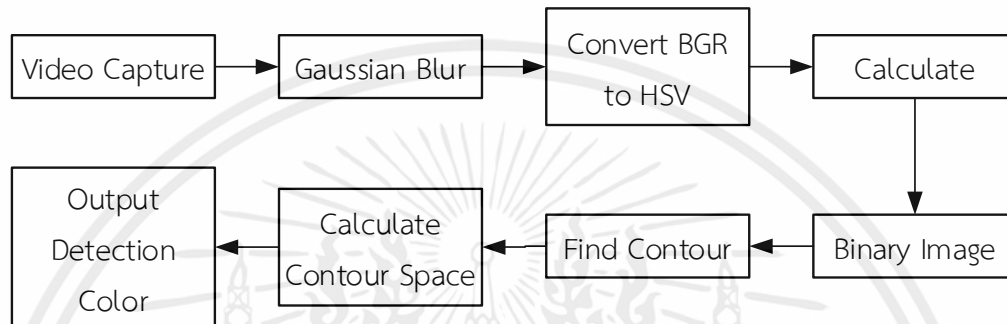 Video Capture
Gaussian Blur
Convert BGR
to HSV
Calculate
Binary Image
Find Contour
Calculate
Contour Space
Output
Detection
Color